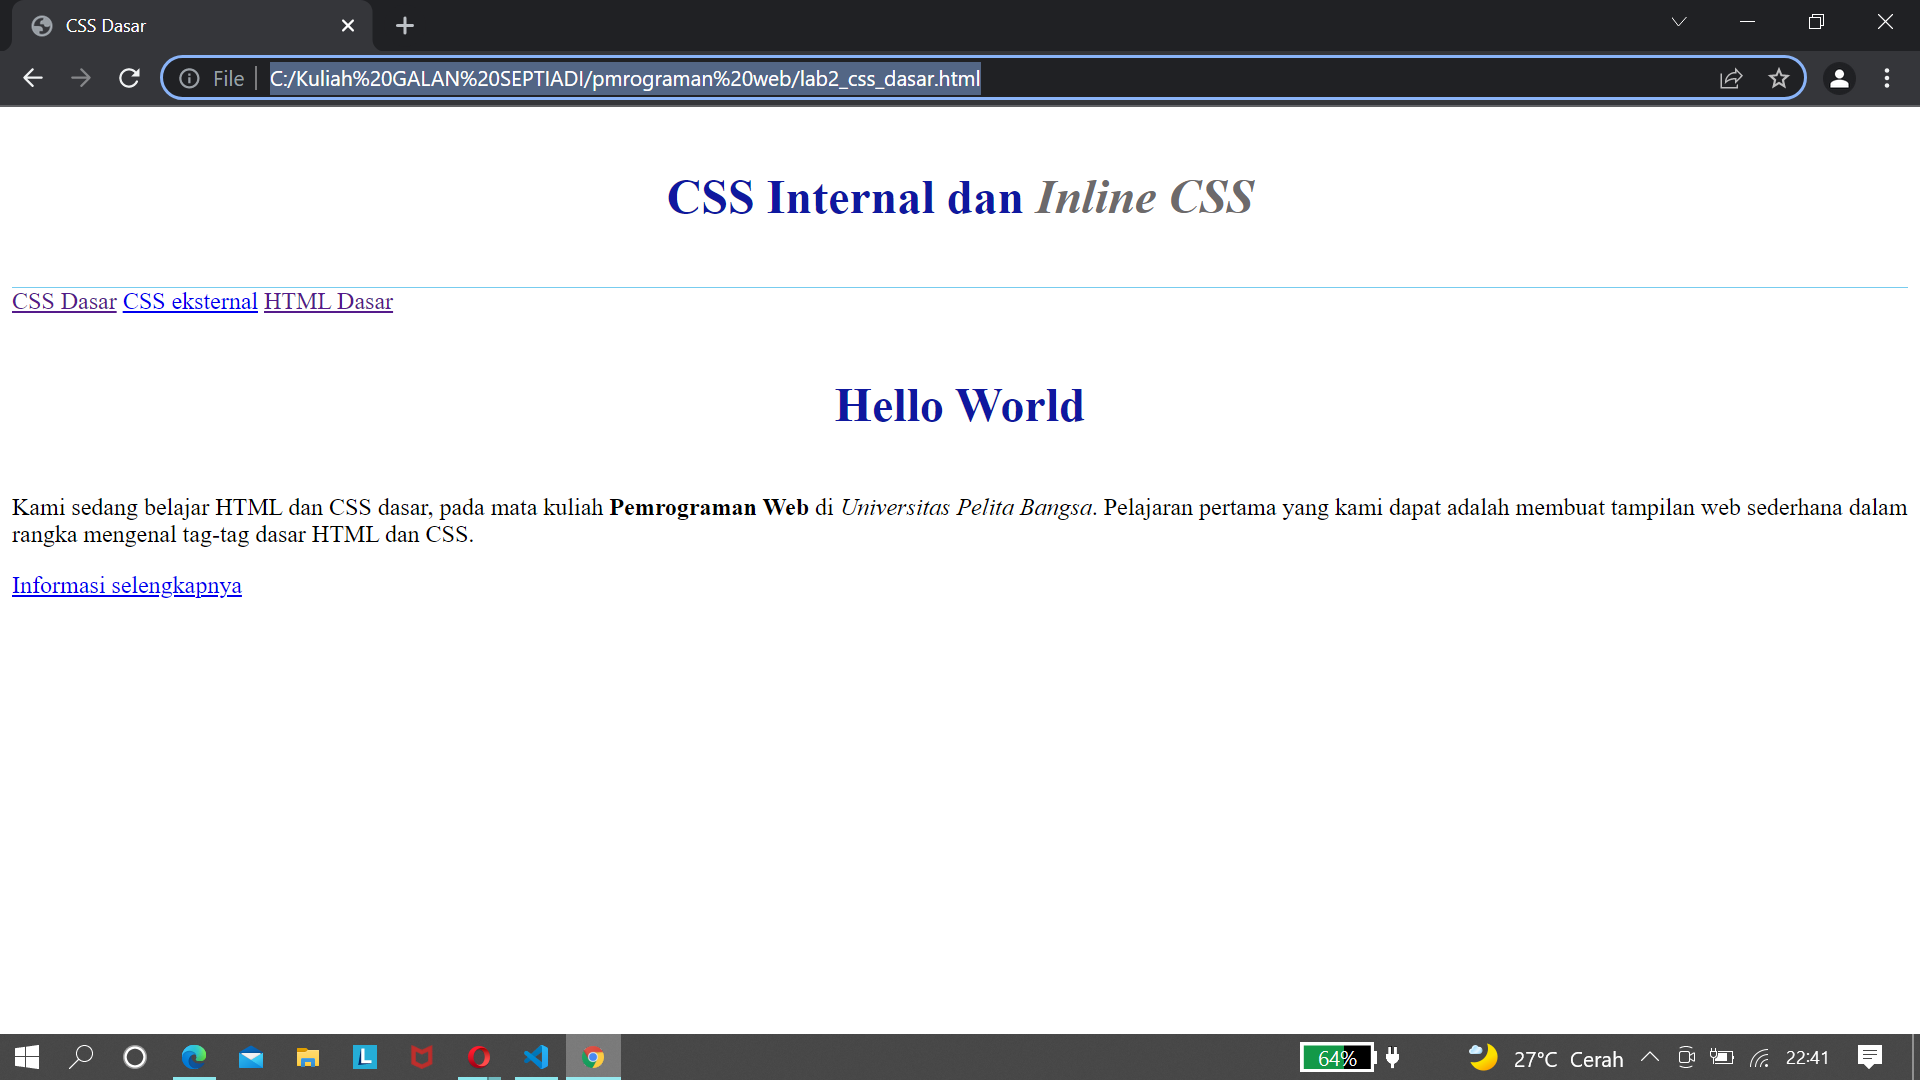 CSS Dasar
File
C:/Kuliah%20GALAN%20SEPTIADI/pmrograman%20web/lab2_css_dasar.html
CSS Internal dan Inline CSS
CSS Dasar CSS eksternal HTML Dasar
Hello World
Kami sedang belajar HTML dan CSS dasar, pada mata kuliah Pemrograman Web di Universitas Pelita Bangsa. Pelajaran pertama yang kami dapat adalah membuat tampilan web sederhana dalam
rangka mengenal tag-tag dasar HTML dan CSS.
Informasi selengkapnya
L
64%
27°C Cerah
22:41